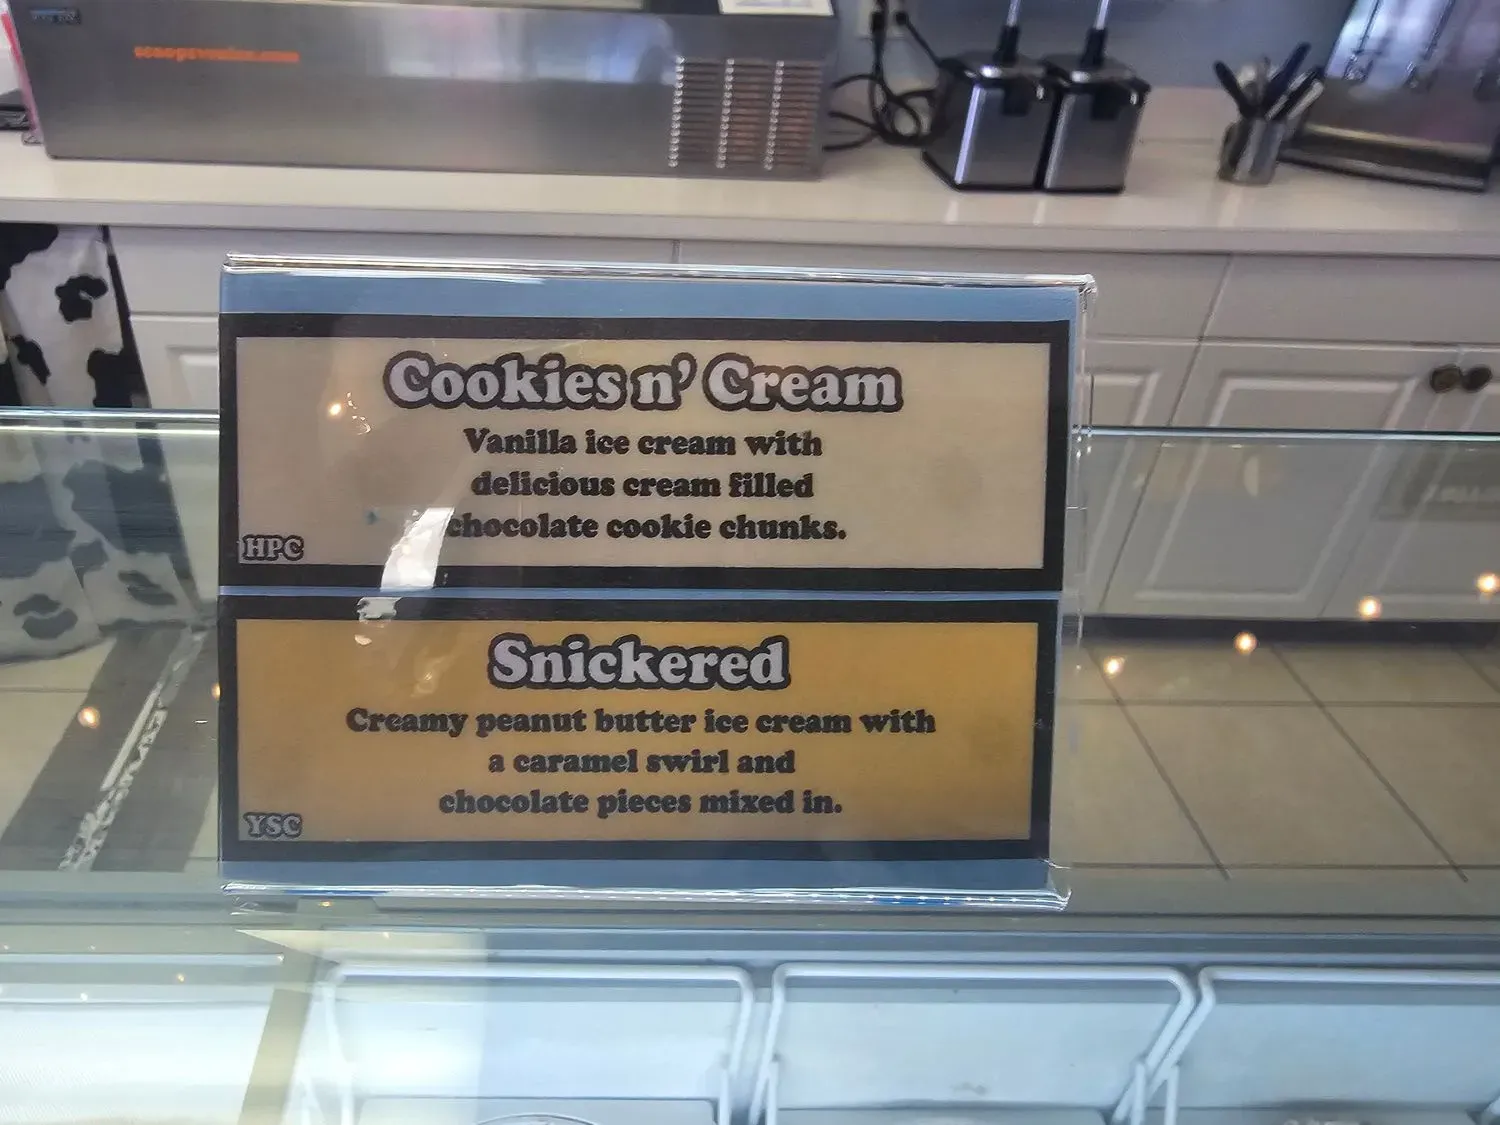 Cookies n' Cream
Vanilla ice cream with
delicious cream filled
chocolate cookie chunks.
HPC
Snickered
Creamy peanut butter ice cream with
a caramel swirl and
chocolate pieces mixed in.
YSC